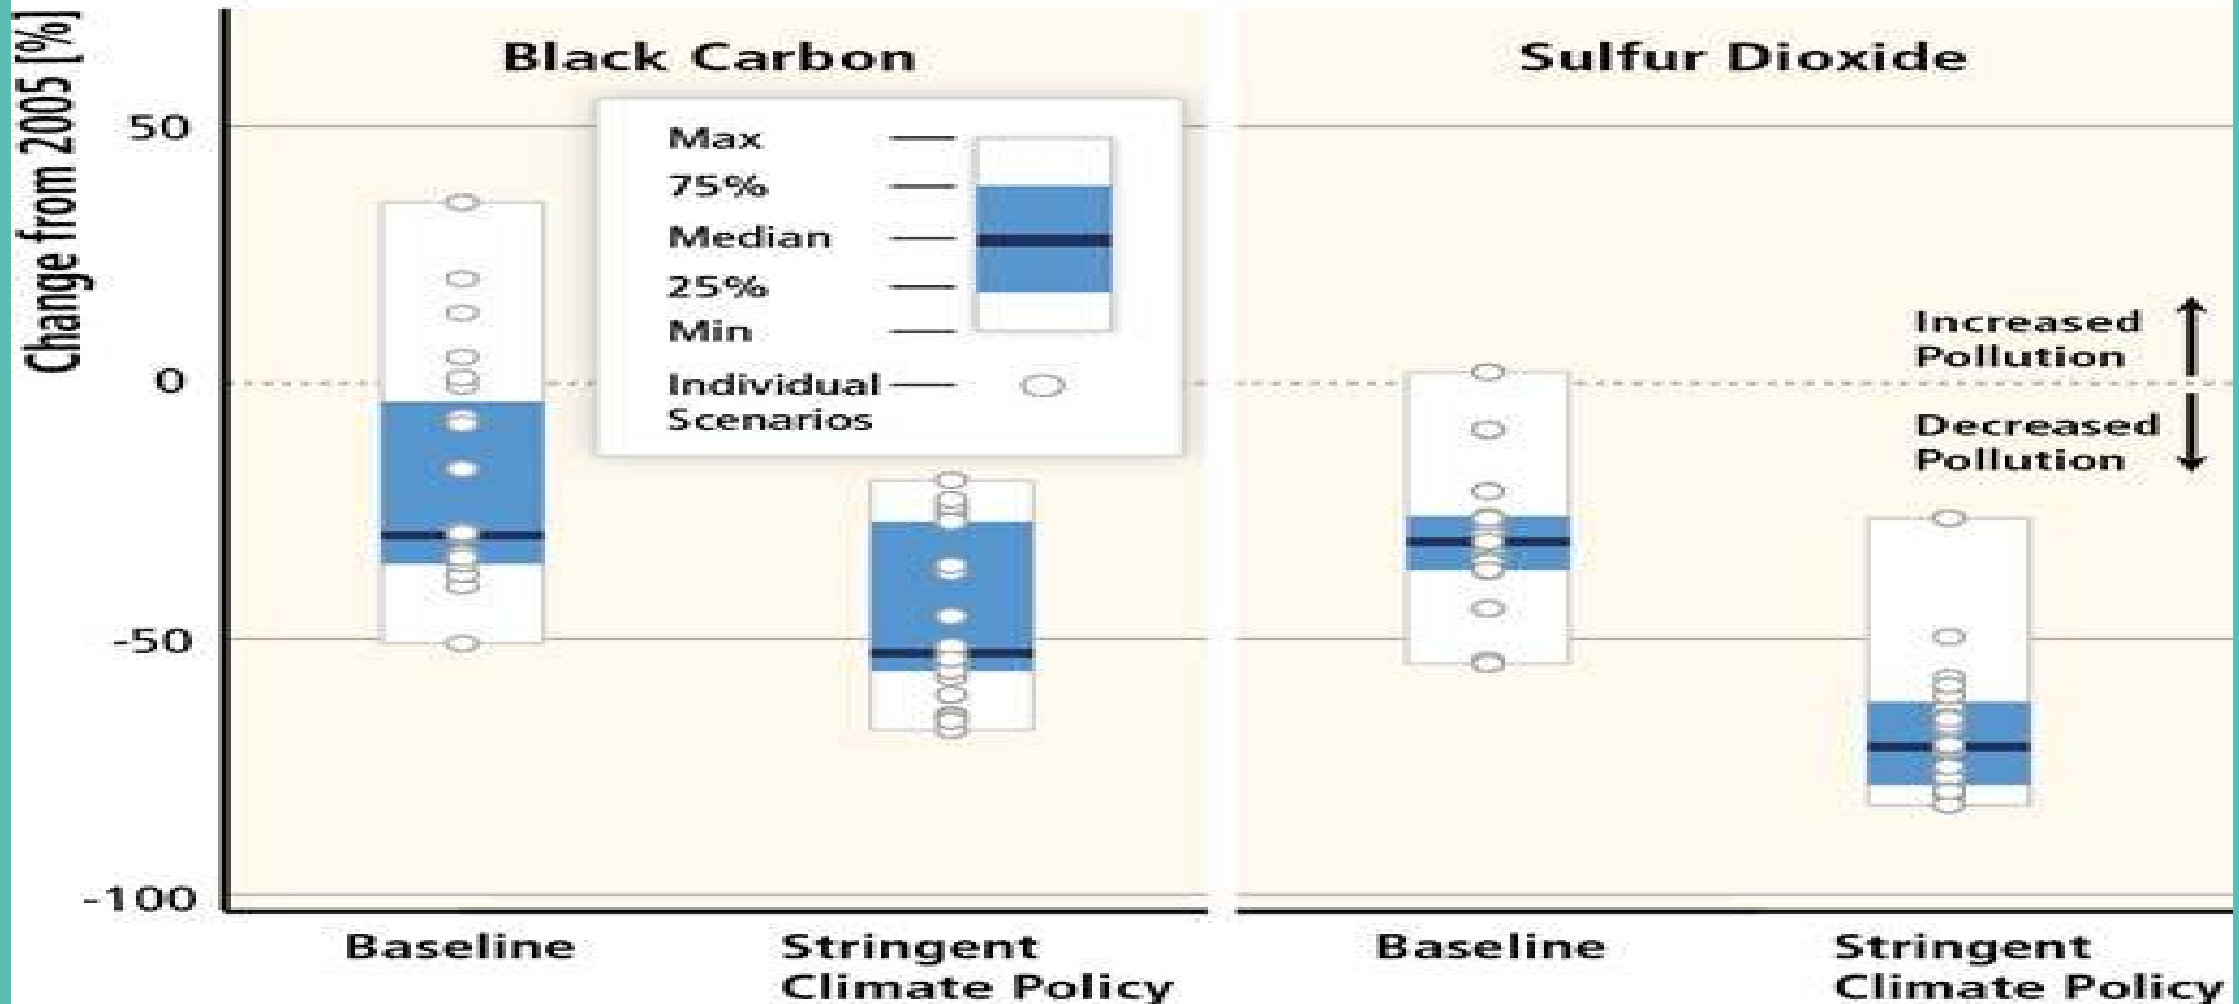 Change from 2005 [%]
Black Carbon
Sulfur Dioxide
50
0
-50
-100
Max
75%
Median
25%
Min
Individual
Scenarios
Increased
Pollution
Decreased
Pollution
Baseline
Stringent
Climate Policy
Baseline
Stringent
Climate Policy